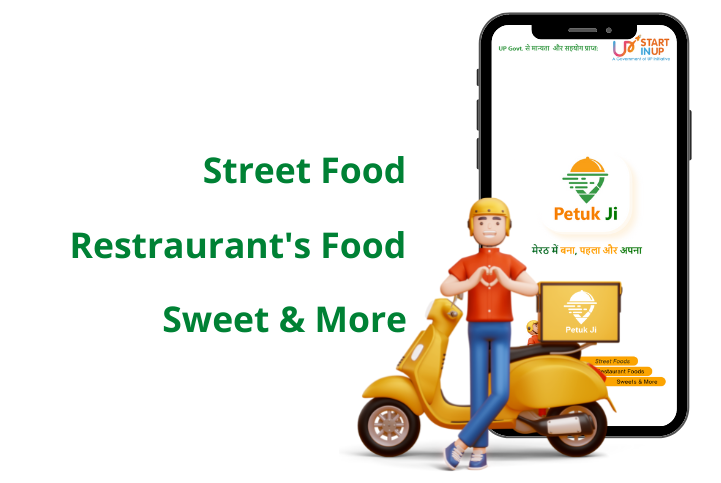 Street Food
Restraurant's Food
Sweet & More
UP Govt. से मान्यता और सहयोग प्राप्त:
UP START
INUP
A Government of UP Initiative
Petuk Ji
मेरठ में बना, पहला और अपना
Petuk Ji
Street Foods
Restaurant Foods
Sweets & More